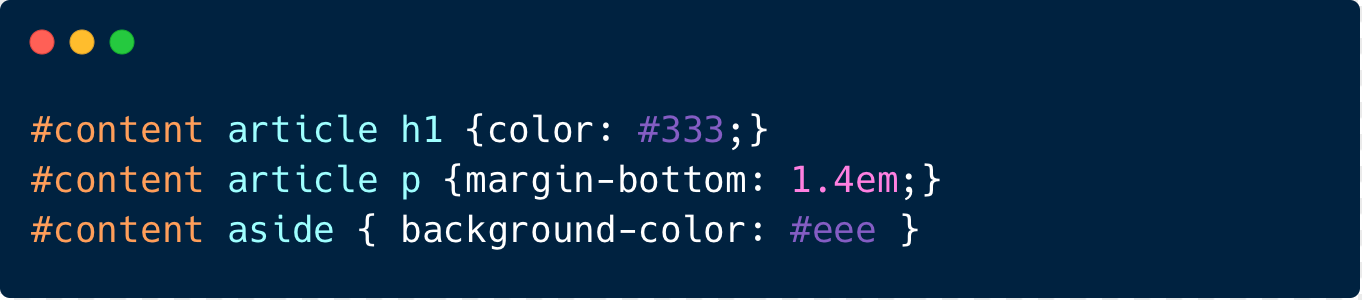 #content article h1 {color: #333;}
#content article p {margin-bottom: 1.4em;}
#content aside { background-color: #eee }